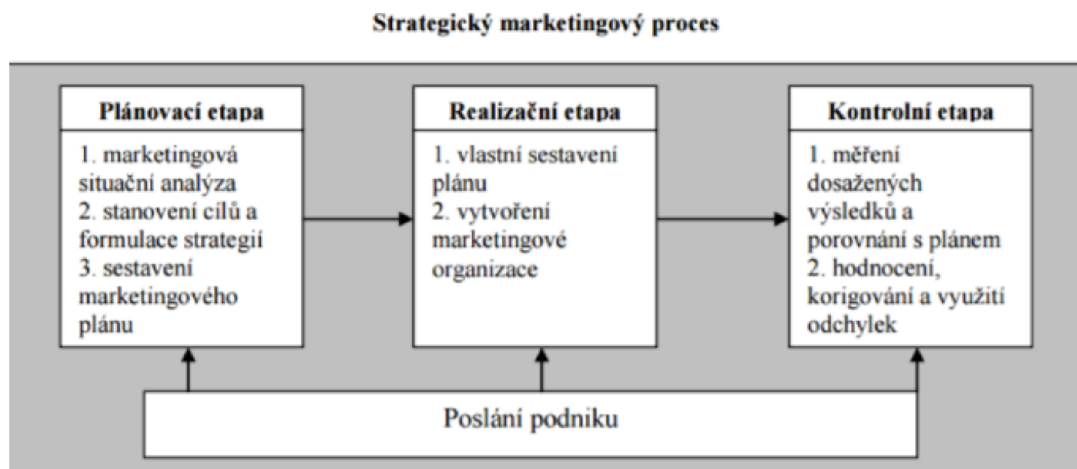 Strategický marketingový proces
Plánovací etapa
1. marketingová
situační analýza
2. stanovení cílů a
formulace strategií
3. sestavení
marketingového
plánu
Realizační etapa
1. vlastní sestavení
plánu
2. vytvoření
marketingové
organizace
Kontrolní etapa
1. měření
dosažených
výsledků a
porovnání s plánem
2. hodnocení,
korigování a využití
odchylek
Poslání podniku